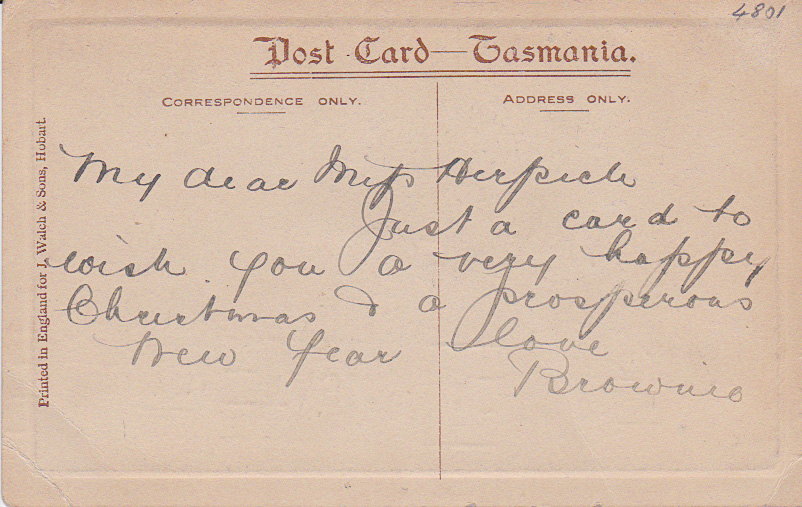 4801
Post Card—Tasmania.
CORRESPONDENCE ONLY.
ADDRESS ONLY.
Printed in England for J. Walch & Sons, Hobart.
My dear Miss
Just a card to
wish you a very happy
Christmas & a prosperous
New Year love
Brownie